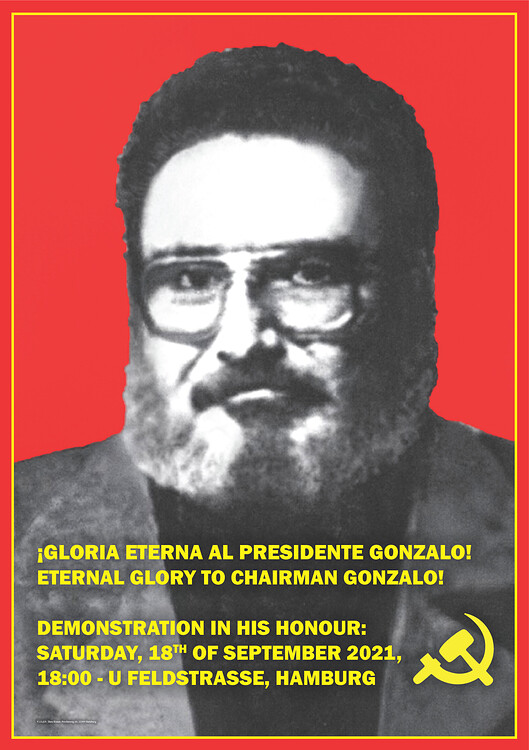 ¡GLORIA ETERNA AL PRESIDENTE GONZALO!
ETERNAL GLORY TO CHAIRMAN GONZALO!
DEMONSTRATION IN HIS HONOUR:
SATURDAY, 18TH OF SEPTEMBER 2021,
18:00 - U FELDSTRASSE, HAMBURG